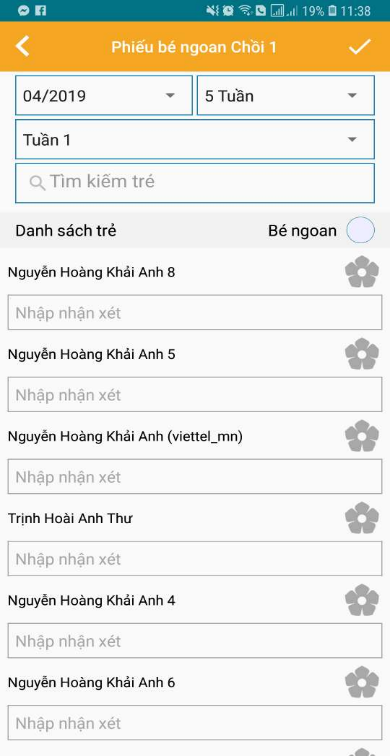 19% 11:38
Phiếu bé ngoan Chồi 1
04/2019
5 Tuần
Tuần 1
Tìm kiếm trẻ
Danh sách trẻ
Bé ngoan
Nguyễn Hoàng Khải Anh 8
Nhập nhận xét
Nguyễn Hoàng Khải Anh 5
Nhập nhận xét
Nguyễn Hoàng Khải Anh (viettel_mn)
Nhập nhận xét
Trịnh Hoài Anh Thư
Nhập nhận xét
Nguyễn Hoàng Khải Anh 4
Nhập nhận xét
Nguyễn Hoàng Khải Anh 6
Nhập nhận xét